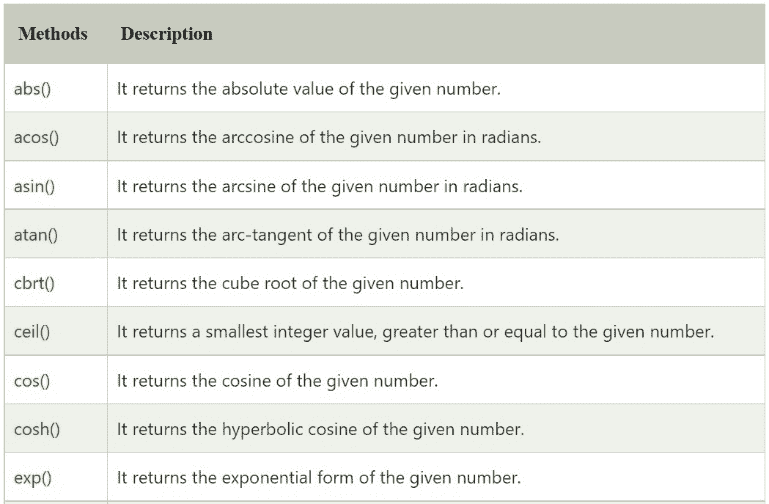 Methods Description
abs() It returns the absolute value of the given number.
acos() It returns the arccosine of the given number in radians.
asin() It returns the arcsine of the given number in radians.
atan() It returns the arc-tangent of the given number in radians.
cbrt() It returns the cube root of the given number.
ceil() It returns a smallest integer value, greater than or equal to the given number.
cos() It returns the cosine of the given number.
cosh() It returns the hyperbolic cosine of the given number.
exp() It returns the exponential form of the given number.